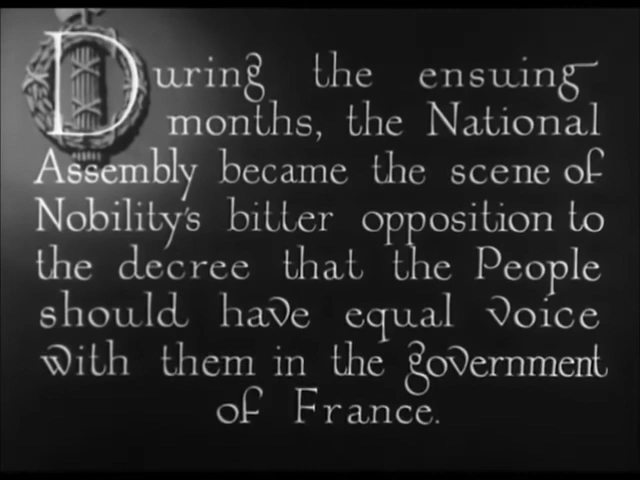 During the ensuing
months, the National
Assembly became the scene of
Nobility's bitter opposition to
the decree that the People
should have equal voice
with them in the government
of France.